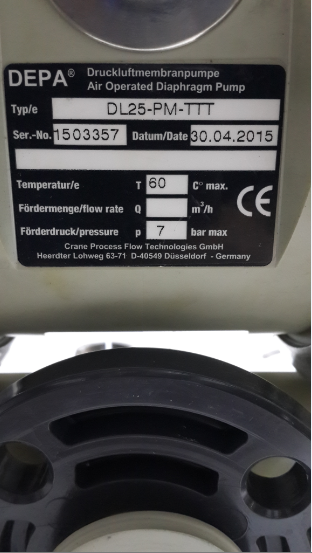 DEPA® Druckluftmembranpumpe
Air Operated Diaphragm Pump
Typ/e DL25-PM-TTT
Ser.-No. 1503357 Datum/Date 30.04.2015
Temperatur/e T 60 C° max.
Fördermenge/flow rate Q m³/h
Förderdruck/pressure p 7 bar max
CE
Crane Process Flow Technologies GmbH
Heerdter Lohweg 63-71 D-40549 Düsseldorf - Germany